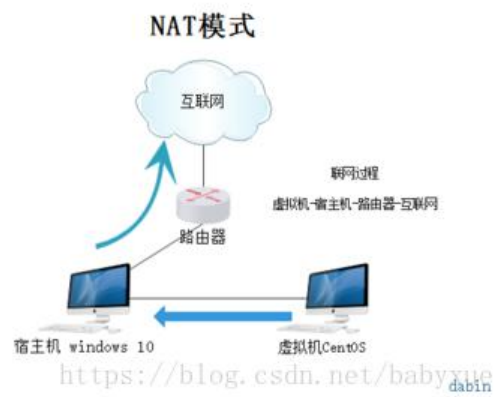 NAT模式
互联网
联网过程
虚拟机-宿主机-路由器-互联网
路由器
宿主机 windows 10
虚拟机CentOS
https://blog.csdn.net/babyxue
dabin